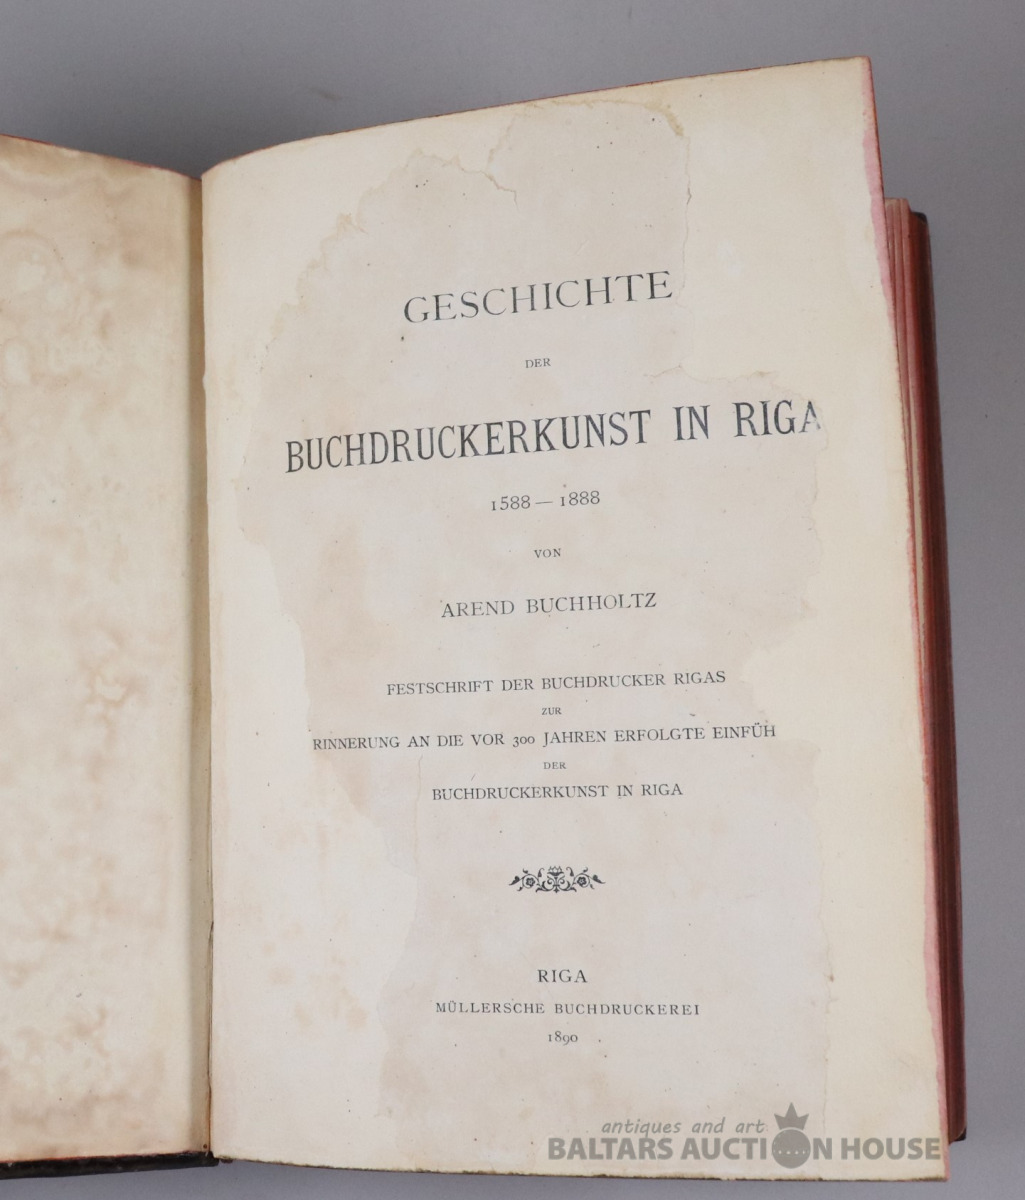 GESCHICHTE
DER
BUCHDRUCKERKUNST IN RIGA
1588 — 1888
VON
AREND BUCHHOLTZ
FESTSCHRIFT DER BUCHDRUCKER RIGAS
ZUR
RINNERUNG AN DIE VOR 300 JAHREN ERFOLGTE EINFÜH
DER
BUCHDRUCKERKUNST IN RIGA
RIGA
MÜLLERSCHE BUCHDRUCKEREI
1890
antiques and art
BALTARS AUCTION HOUSE